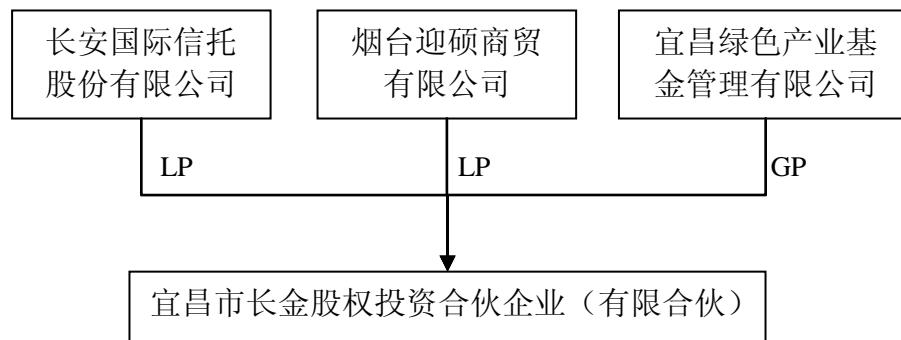 长安国际信托
股份有限公司
烟台迎硕商贸
有限公司
宜昌绿色产业基
金管理有限公司
LP
LP
GP
宜昌市长金股权投资合伙企业（有限合伙）